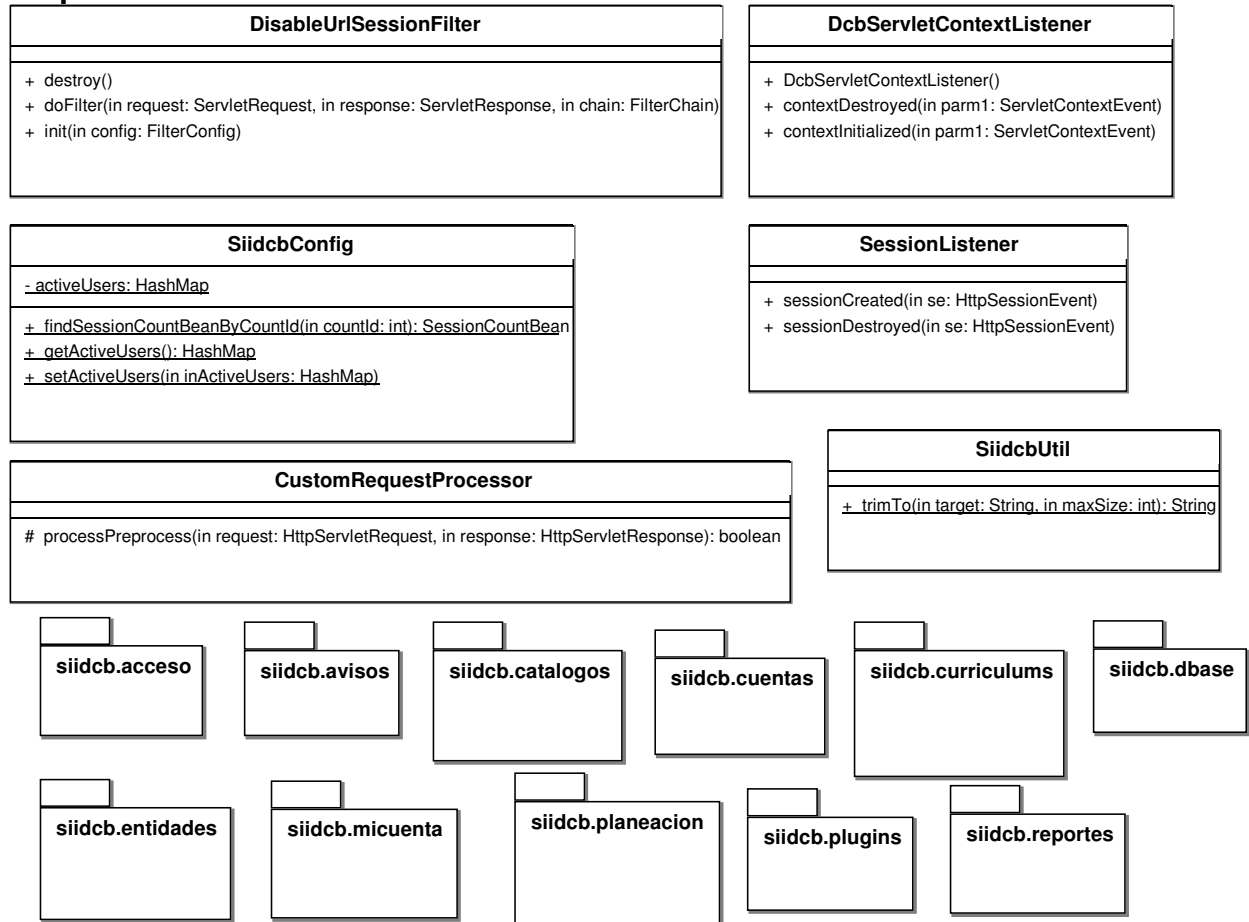 DisableUrlSessionFilter
+ destroy()
+ doFilter(in request: ServletRequest, in response: ServletResponse, in chain: FilterChain)
+ init(in config: FilterConfig)
DcbServletContextListener
+ DcbServletContextListener()
+ contextDestroyed(in parm1: ServletContextEvent)
+ contextInitialized(in parm1: ServletContextEvent)
SiidcbConfig
- activeUsers: HashMap
+ findSessionCountBeanByCountId(in countId: int): SessionCountBean
+ getActiveUsers(): HashMap
+ setActiveUsers(in inActiveUsers: HashMap)
SessionListener
+ sessionCreated(in se: HttpSessionEvent)
+ sessionDestroyed(in se: HttpSessionEvent)
CustomRequestProcessor
# processPreprocess(in request: HttpServletRequest, in response: HttpServletResponse): boolean
SiidcbUtil
+ trimTo(in target: String, in maxSize: int): String
siidcb.acceso
siidcb.avisos
siidcb.catalogos
siidcb.cuentas
siidcb.curriculums
siidcb.dbase
siidcb.entidades
siidcb.micuenta
siidcb.planeacion
siidcb.plugins
siidcb.reportes